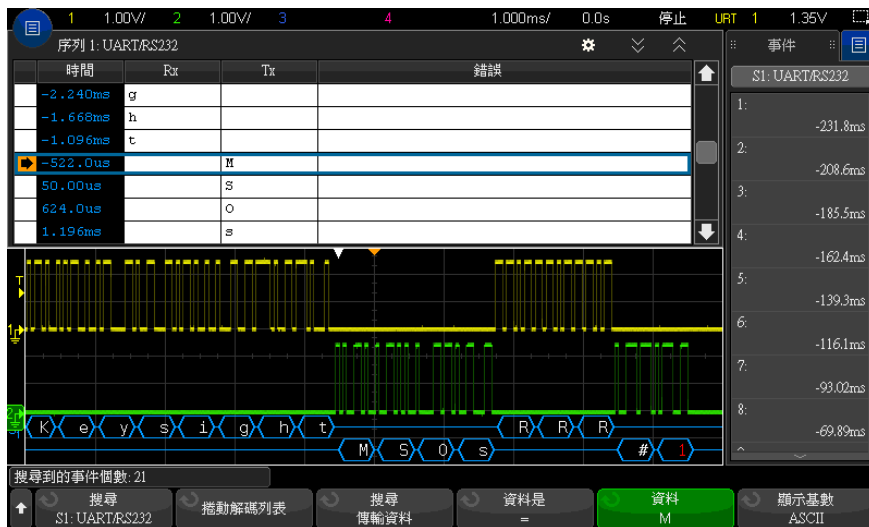 1 1.00V/ 2 1.00V/ 3 4 1.000ms/ 0.0s 停止 URT 1 1.35V
序列 1: UART/RS232
事件
時間 Rx Tx 錯誤
S1: UART/RS232
-2.240ms g
-1.668ms h
-1.096ms t
-522.0us M
50.00us S
624.0us O
1.196ms s
1:
-231.8ms
2:
-208.6ms
3:
-185.5ms
4:
-162.4ms
5:
-139.3ms
6:
-116.1ms
7:
-93.02ms
8:
-69.89ms
T
1
2
K e y s i g h t R R R
M S O s # 1
搜尋到的事件個數: 21
搜尋
S1: UART/RS232
捲動解碼列表
搜尋
傳輸資料
資料是
=
資料
M
顯示基數
ASCII